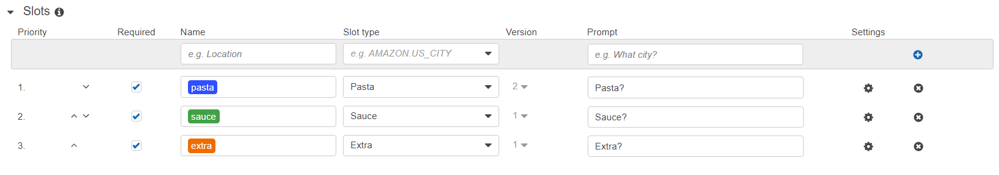 Slots
Priority Required Name Slot type Version Prompt Settings
e.g. Location e.g. AMAZON.US_CITY e.g. What city?
1. pasta Pasta 2 Pasta?
2. sauce Sauce 1 Sauce?
3. extra Extra 1 Extra?